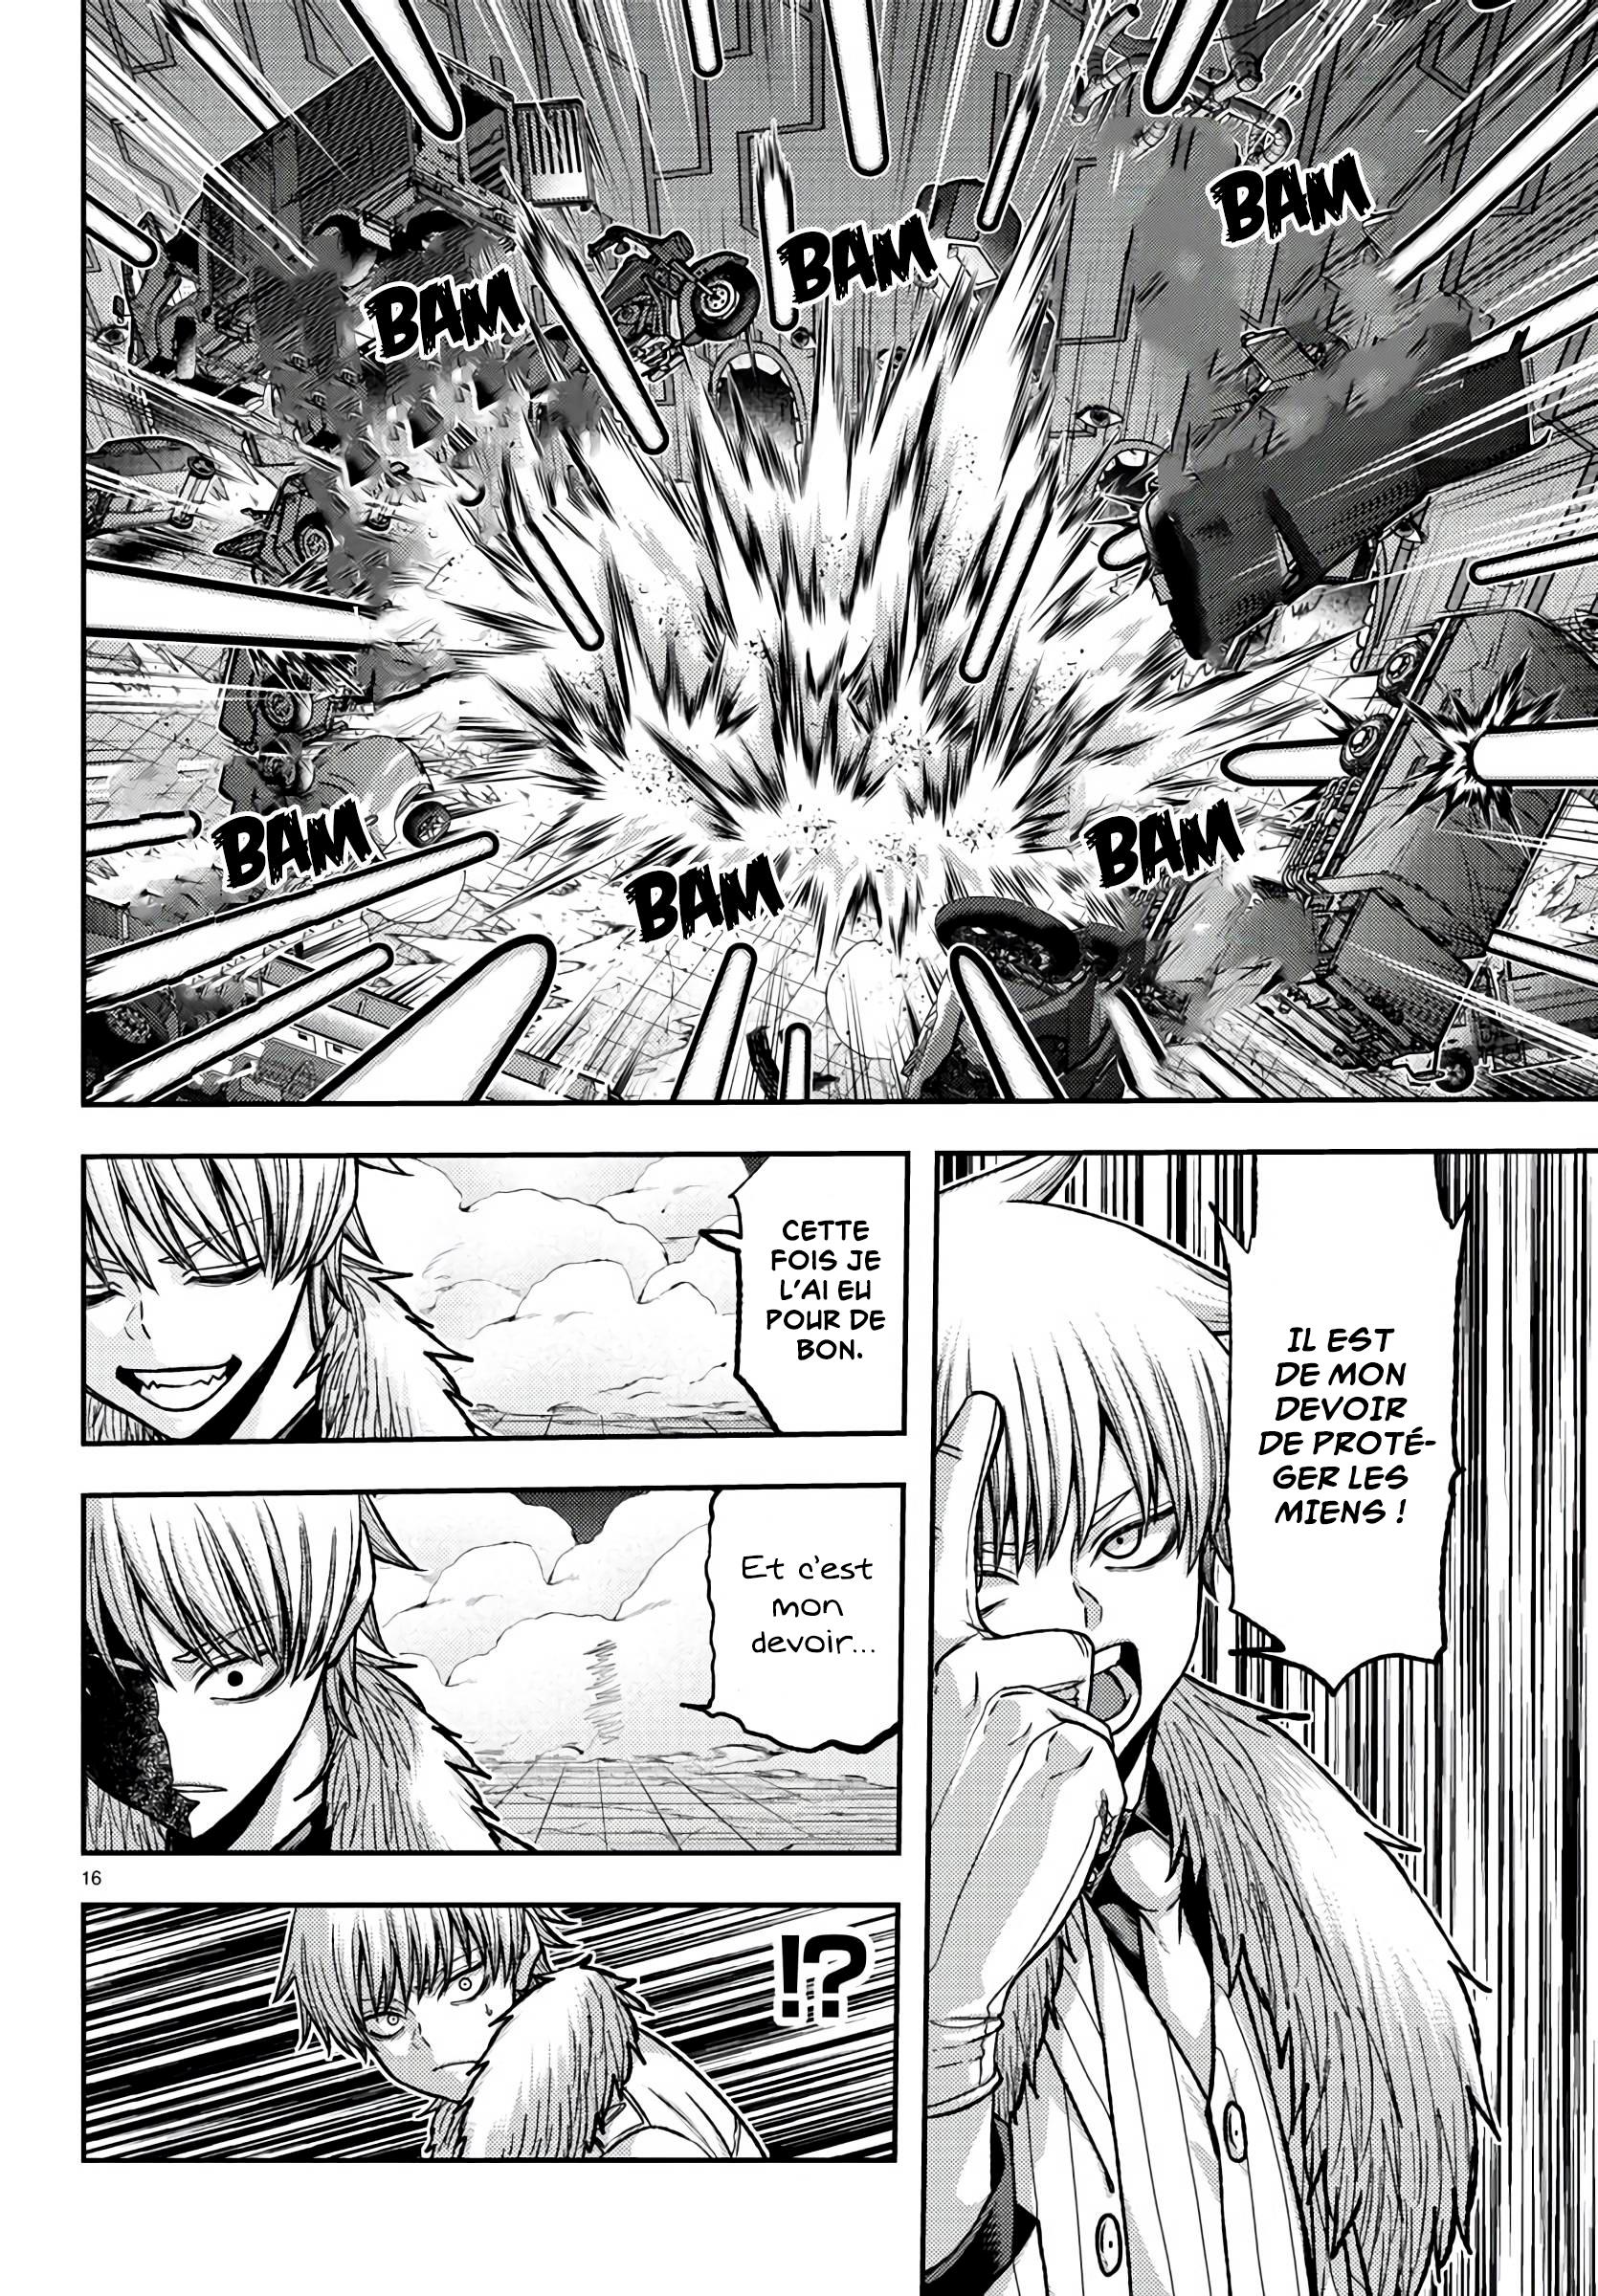 BAM
BAM
BAM
BAM
BAM
BAM
IL EST
DE MON
DEVOIR
DE PROTÉ-
GER LES
MIENS !
CETTE
FOIS JE
L'AI EU
POUR DE
BON.
Et c'est
mon
devoir...
!?
16